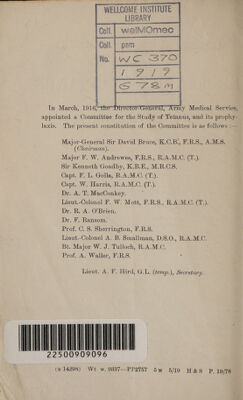 WELLCOME INSTITUTE
LIBRARY
Coll. welMOmec
Call pam
No. WC 370
1919
G78m
In March, 1916, the Director-General, Army Medical Service,
appointed a Committee for the Study of Tetanus, and its prophy-
laxis. The present constitution of the Committee is as follows:—
Major-General Sir David Bruce, K.C.B., F.R.S., A.M.S.
(Chairman).
Major F. W. Andrewes, F.R.S., R.A.M.C. (T.).
Sir Kenneth Goadby, K.B.E., M.R.C.S.
Capt. F. L. Golla, R.A.M.C. (T.).
Capt. W. Harris, R.A.M.C. (T.).
Dr. A. T. MacConkey.
Lieut.-Colonel F. W. Mott, F.R.S., R.A.M.C. (T.).
Dr. R. A. O'Brien.
Dr. F. Ransom.
Prof. C. S. Sherrington, F.R.S.
Lieut.-Colonel A. B. Smallman, D.S.O., R.A.M.C.
Bt. Major W. J. Tulloch, R.A.M.C.
Prof. A. Waller, F.R.S.
Lieut. A. F. Hird, G.L. (temp.), Secretary.
22500909096
(B 14298) Wt. w. 9337—PP2757 5M 5/19 H & S P. 19/78